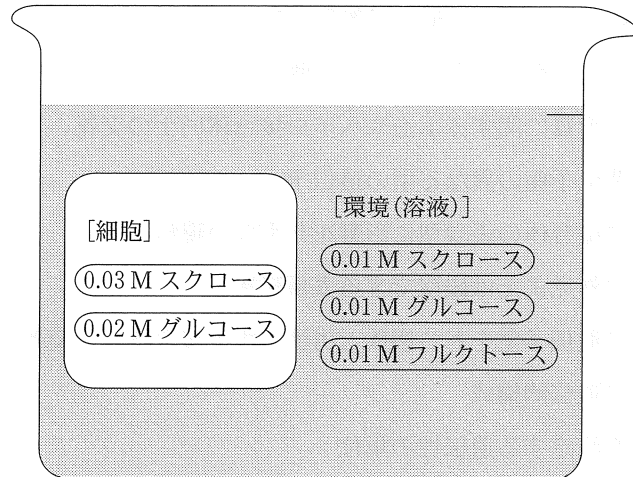 [細胞]
0.03 M スクロース
0.02 M グルコース
[環境(溶液)]
0.01 M スクロース
0.01 M グルコース
0.01 M フルクトース